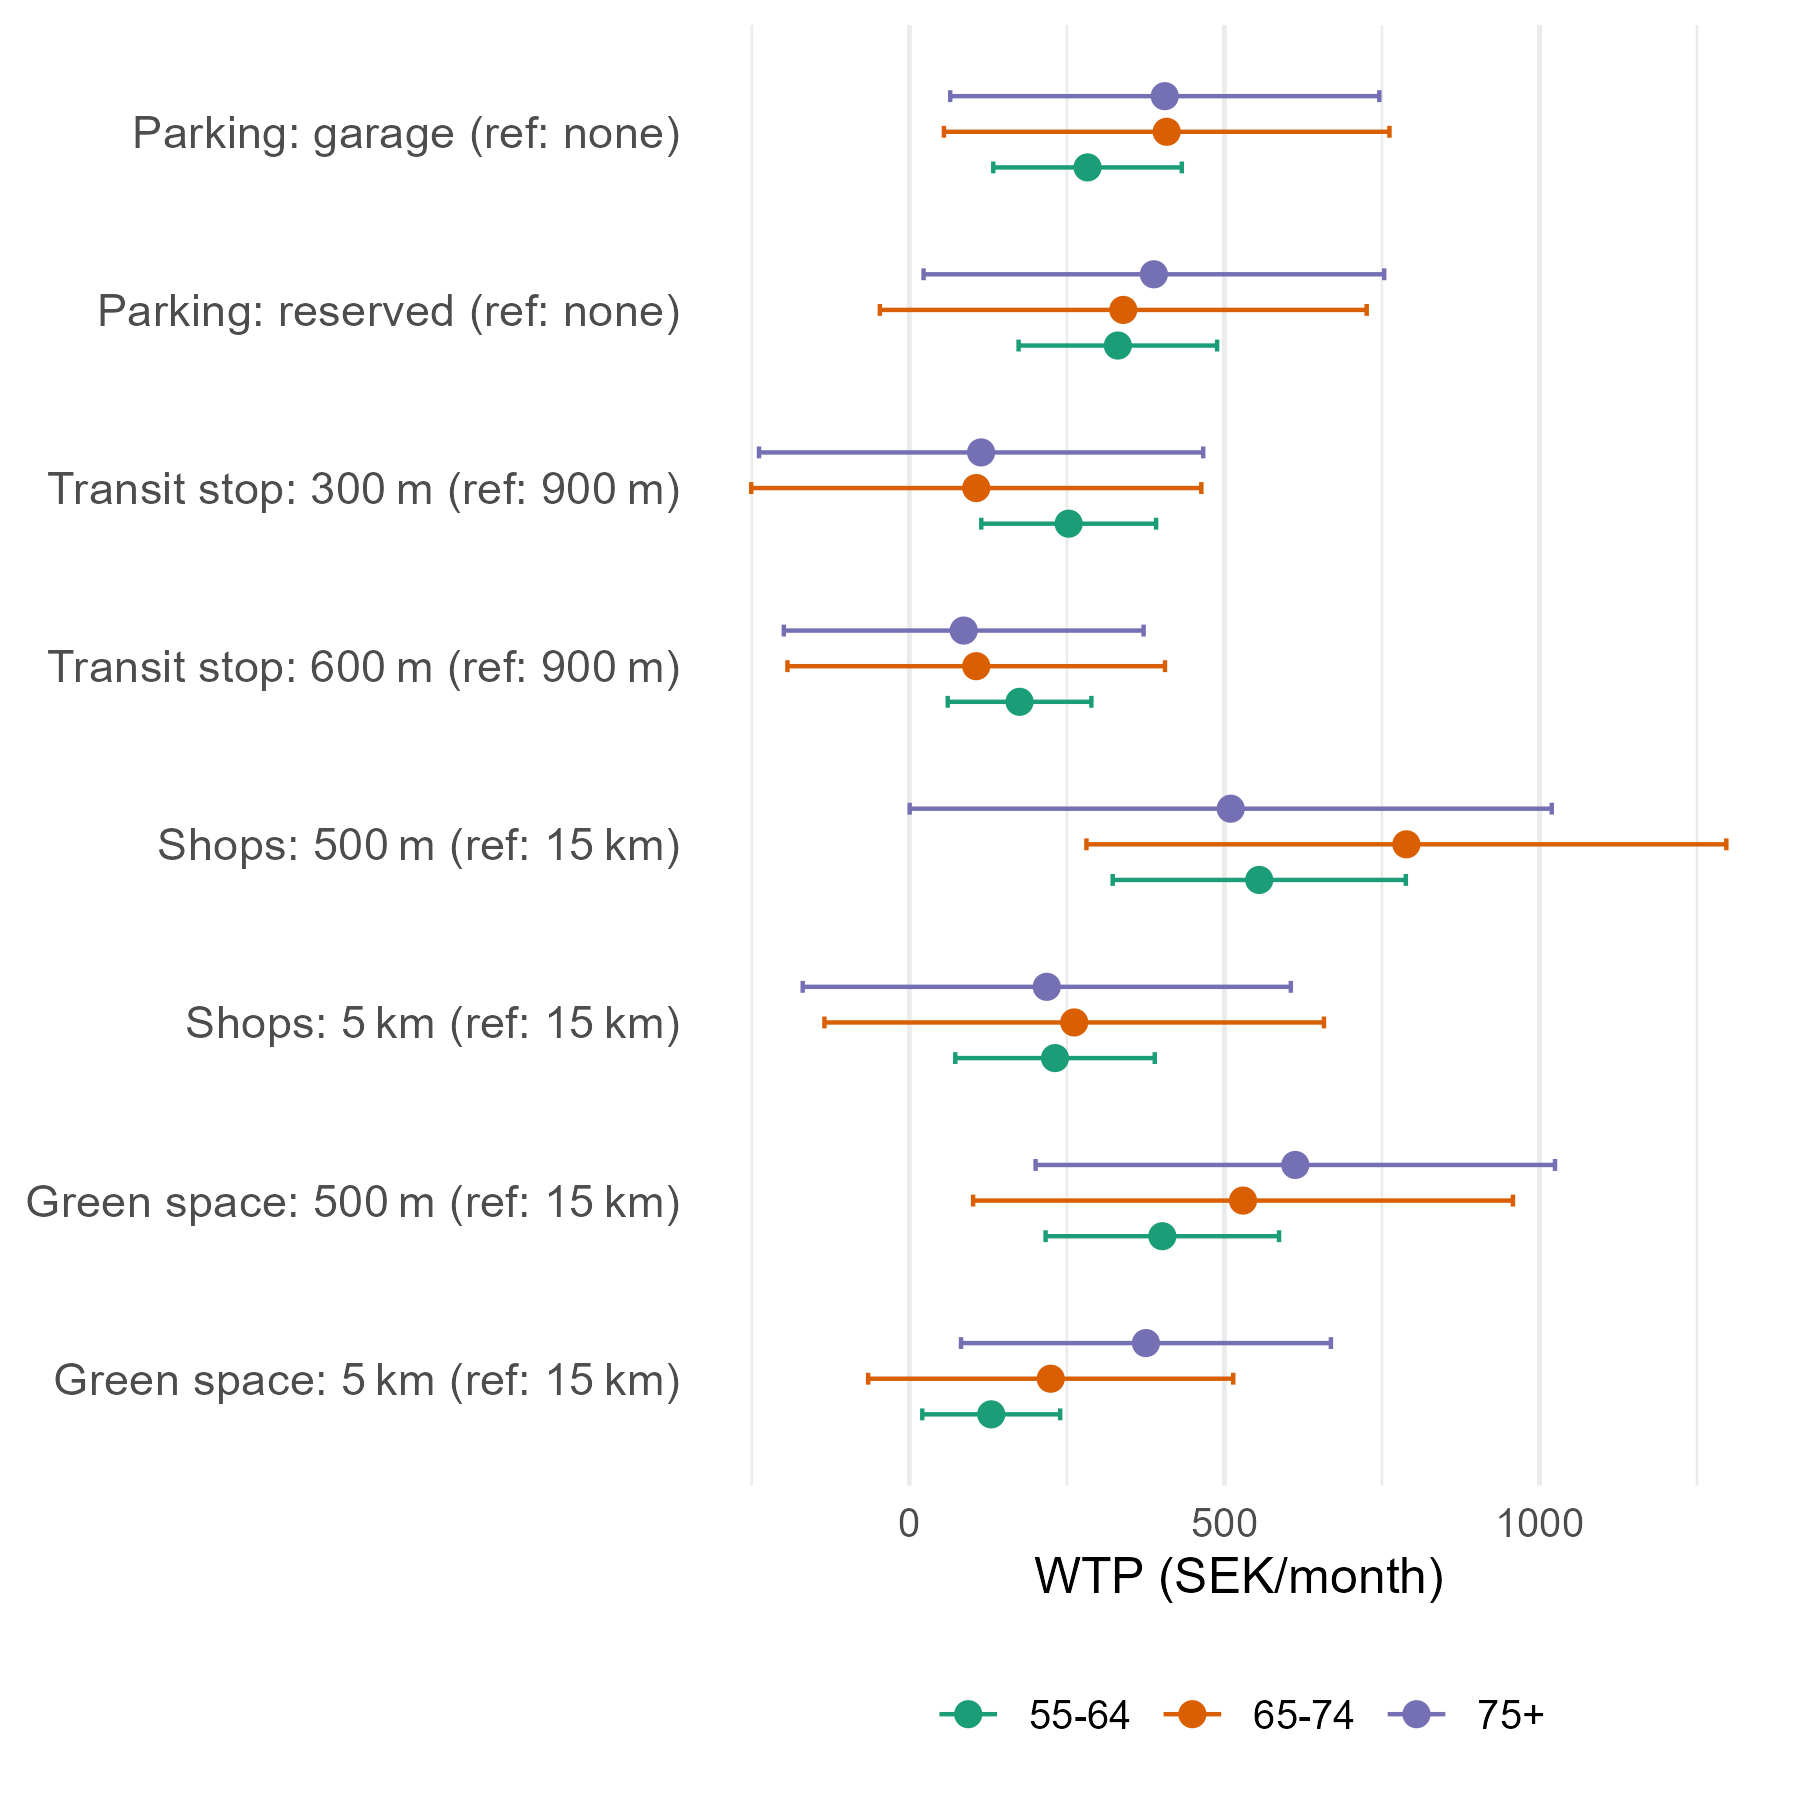 Parking: garage (ref: none)
Parking: reserved (ref: none)
Transit stop: 300 m (ref: 900 m)
Transit stop: 600 m (ref: 900 m)
Shops: 500 m (ref: 15 km)
Shops: 5 km (ref: 15 km)
Green space: 500 m (ref: 15 km)
Green space: 5 km (ref: 15 km)
0 500 1000
WTP (SEK/month)
55-64 65-74 75+